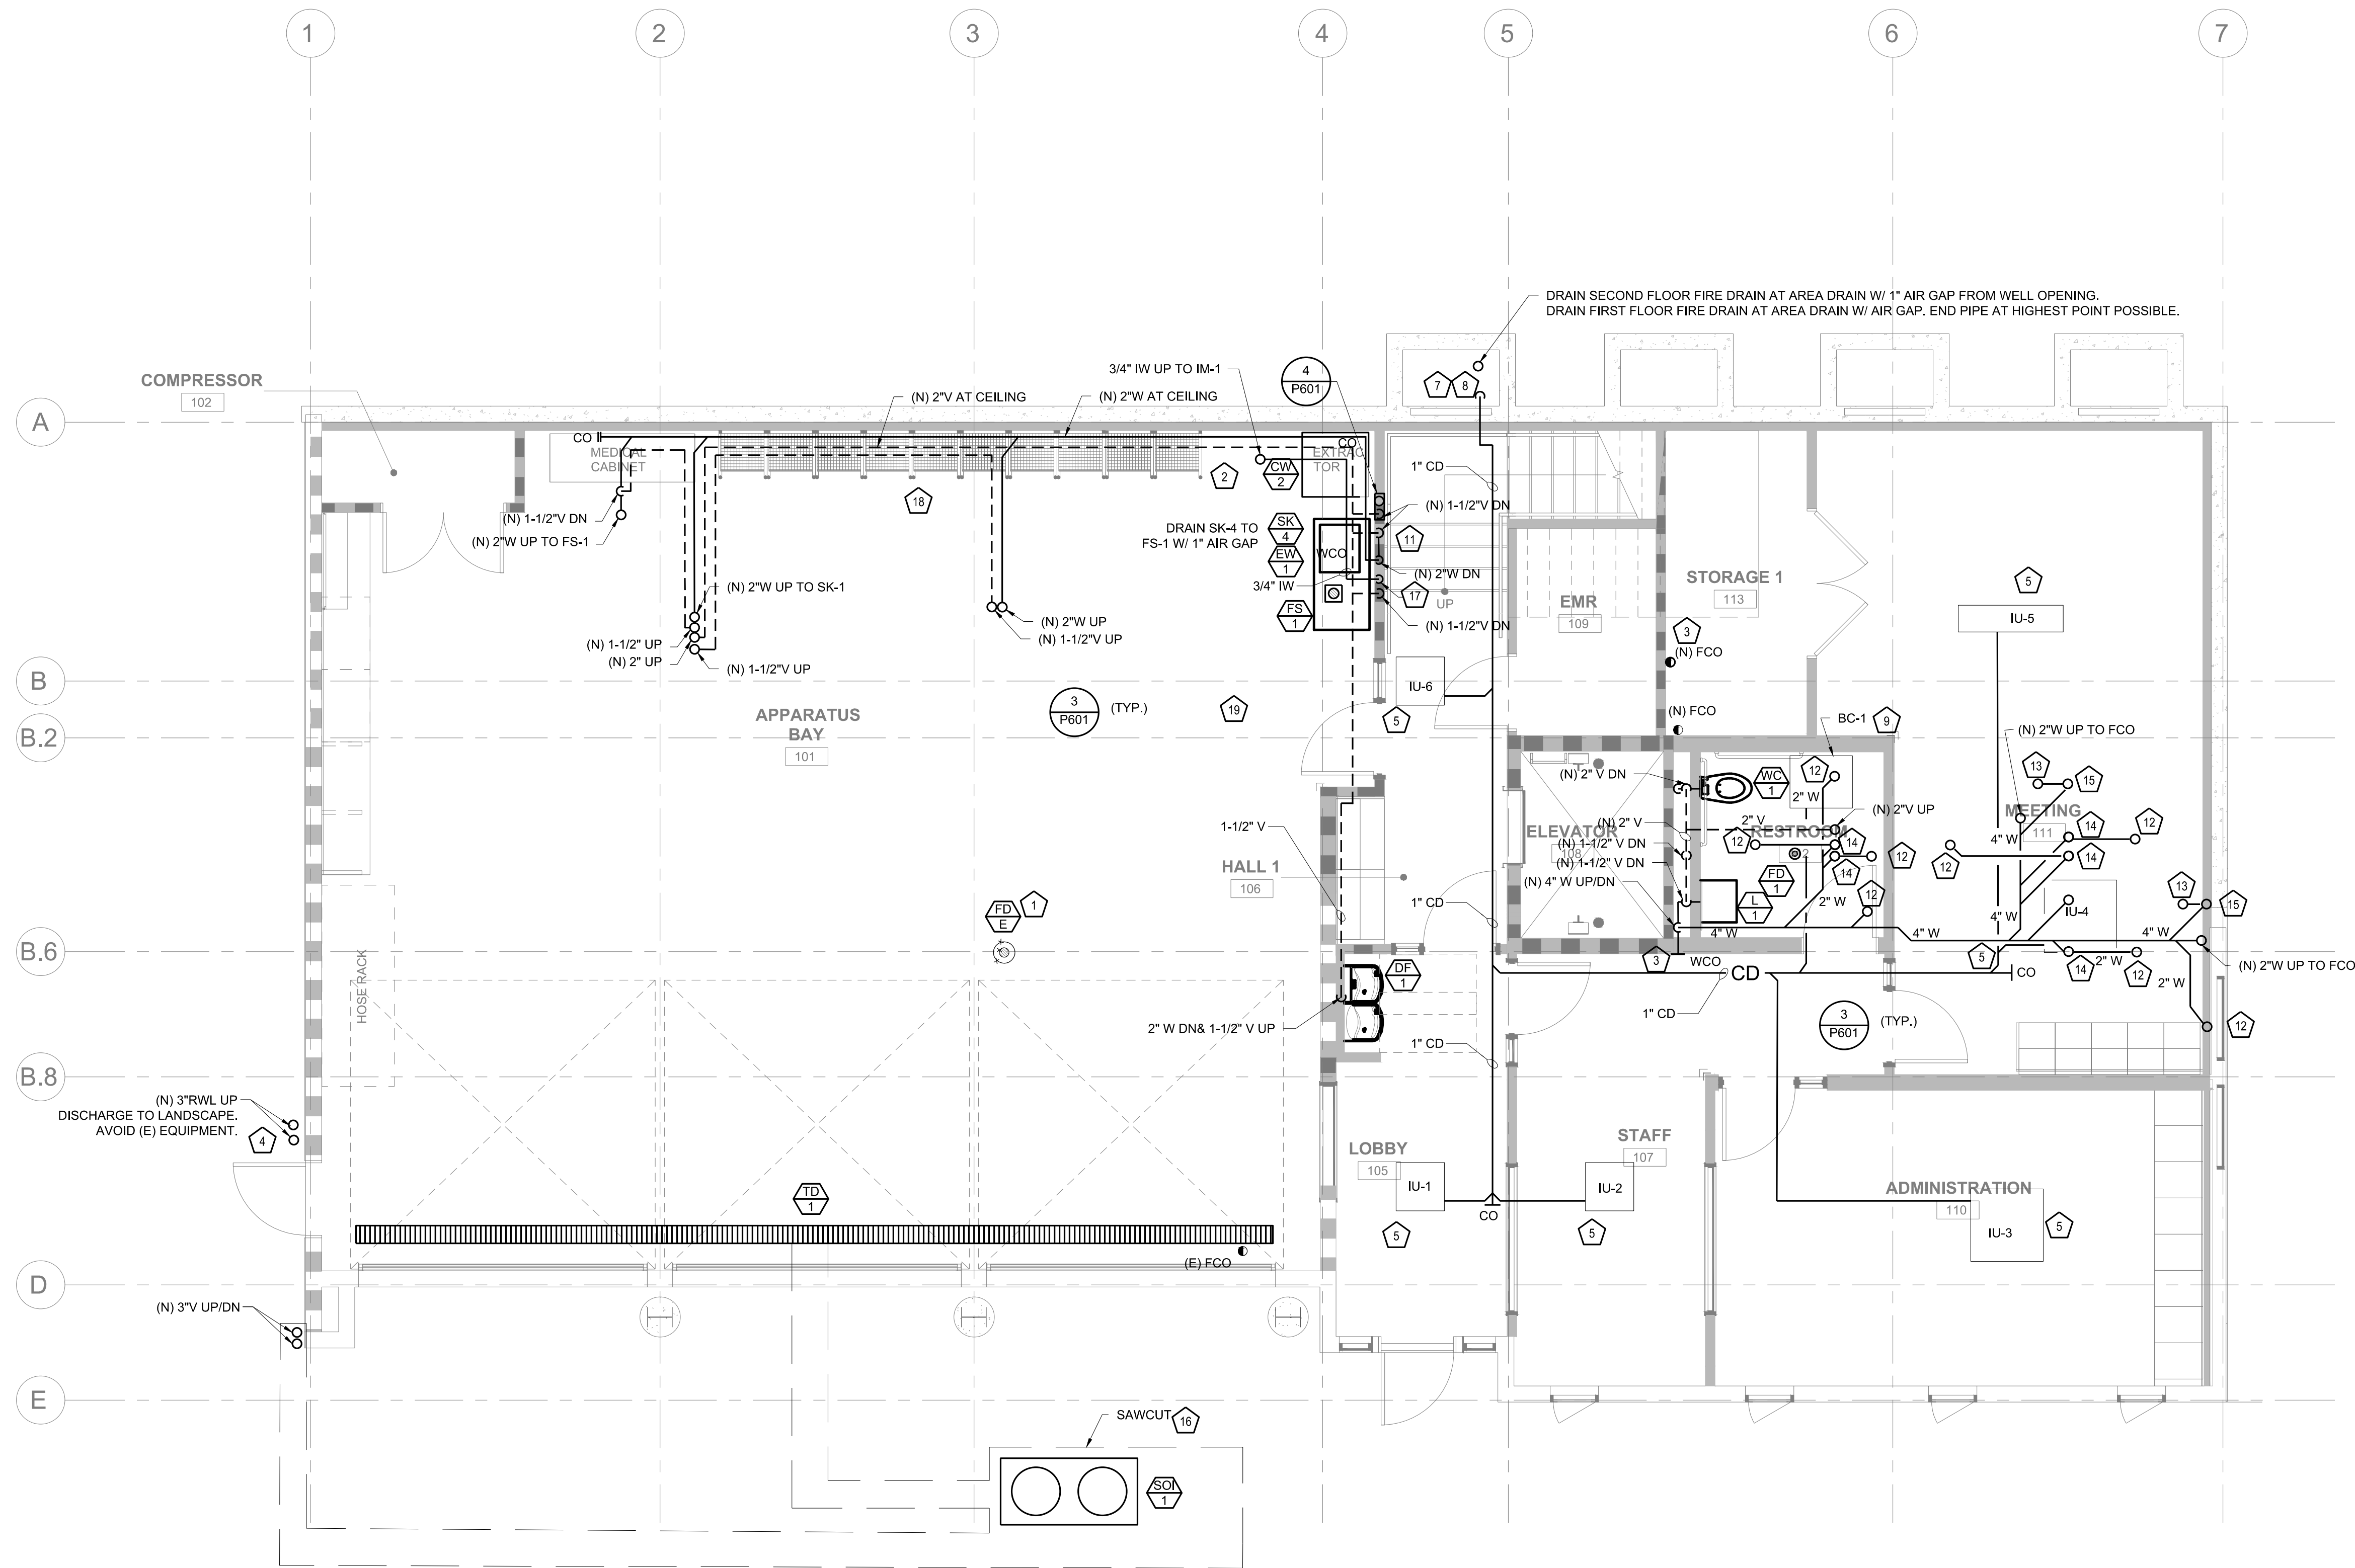 1
2
3
4
5
6
7
DRAIN SECOND FLOOR FIRE DRAIN AT AREA DRAIN W/ 1" AIR GAP FROM WELL OPENING.
DRAIN FIRST FLOOR FIRE DRAIN AT AREA DRAIN W/ AIR GAP. END PIPE AT HIGHEST POINT POSSIBLE.
COMPRESSOR
102
3/4" IW UP TO IM-1
4
P601
7
8
(N) 2"V AT CEILING
(N) 2"W AT CEILING
A
CO
MEDICAL
CABINET
CO
EXTRAC
TOR
CW
2
2
18
1" CD
(N) 1-1/2"V DN
(N) 2"W UP TO FS-1
(N) 1-1/2"V DN
DRAIN SK-4 TO
FS-1 W/ 1" AIR GAP
SK
4
EW
1
WCO
11
(N) 2"W DN
3/4" IW
17
FS
1
(N) 1-1/2"V DN
UP
EMR
109
STORAGE 1
113
5
IU-5
(N) 2"W UP TO SK-1
(N) 2"W UP
(N) 1-1/2"V UP
(N) 1-1/2" UP
(N) 2" UP
(N) 1-1/2"V UP
3
(N) FCO
B
IU-6
5
3
P601
(TYP.)
19
APPARATUS
BAY
101
(N) FCO
BC-1
9
B.2
(N) 2"W UP TO FCO
(N) 2" V DN
WC
1
12
2" W
13
15
(N) 2"V UP
MEETING
111
1-1/2" V
(N) 2" V
2" V
ELEVATOR
108
RESTROOM
12
14
12
4" W
14
12
(N) 1-1/2" V DN
(N) 1-1/2" V DN
12
14
12
14
HALL 1
106
(N) 4" W UP/DN
FD
1
L
1
12
2" W
13
15
IU-4
FD
E
1
1" CD
4" W
4" W
4" W
4" W
B.6
HOSE RACK
3
WCO
CD
5
14
2" W
12
CO
(N) 2"W UP TO FCO
2" W
DF
1
2" W DN& 1-1/2" V UP
1" CD
3
P601
(TYP.)
12
1" CD
B.8
(N) 3"RWL UP
DISCHARGE TO LANDSCAPE.
AVOID (E) EQUIPMENT.
4
LOBBY
105
STAFF
107
IU-1
IU-2
ADMINISTRATION
110
IU-3
5
TD
1
CO
5
5
(E) FCO
D
(N) 3"V UP/DN
E
SAWCUT
16
SOI
1